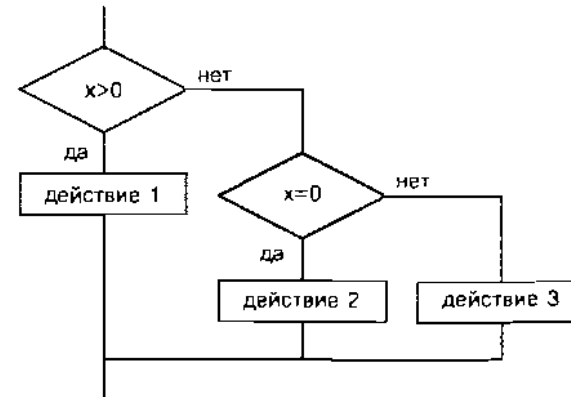 x>0
нет
да
действие 1
x=0
нет
да
действие 2
действие 3